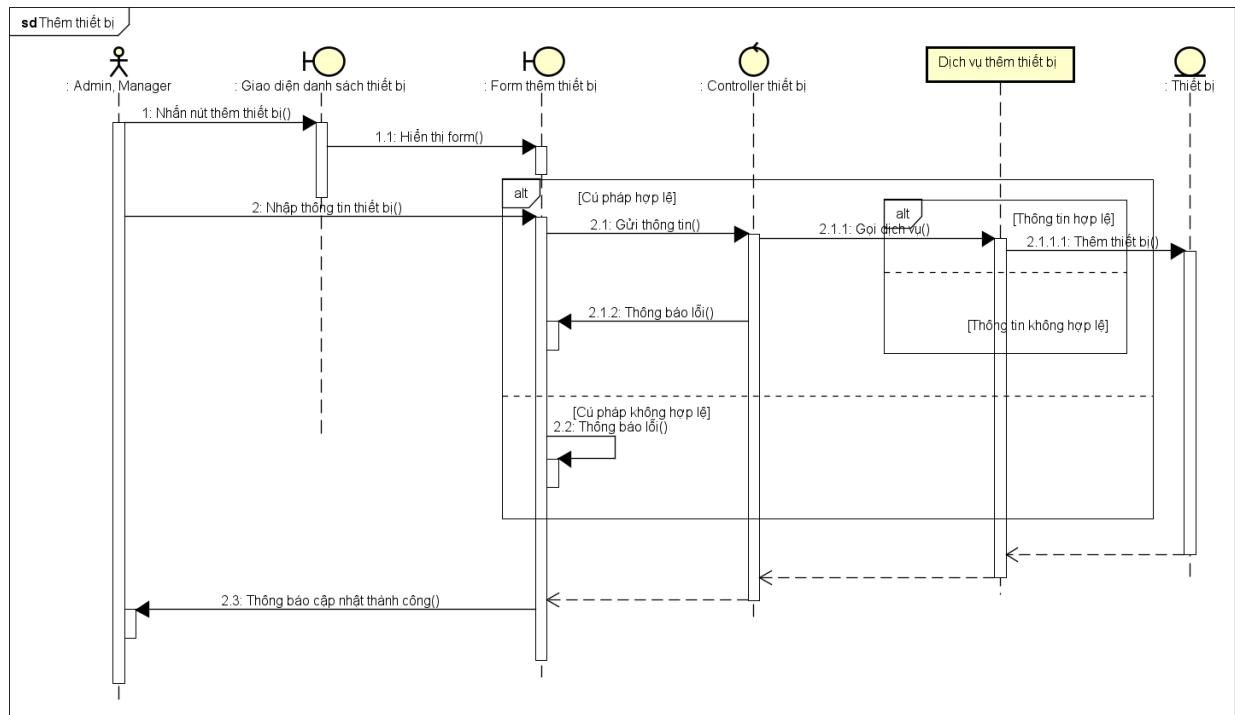 sd Thêm thiết bị
: Admin, Manager
: Giao diện danh sách thiết bị
: Form thêm thiết bị
: Controller thiết bị
Dịch vụ thêm thiết bị
: Thiết bị
1: Nhấn nút thêm thiết bị()
1.1: Hiển thị form()
alt
[Cú pháp hợp lệ]
2: Nhập thông tin thiết bị()
2.1: Gửi thông tin()
2.1.1: Gọi dịch vụ()
alt
[Thông tin hợp lệ]
2.1.1.1: Thêm thiết bị()
2.1.2: Thông báo lỗi()
[Thông tin không hợp lệ]
[Cú pháp không hợp lệ]
2.2: Thông báo lỗi()
2.3: Thông báo cập nhật thành công()